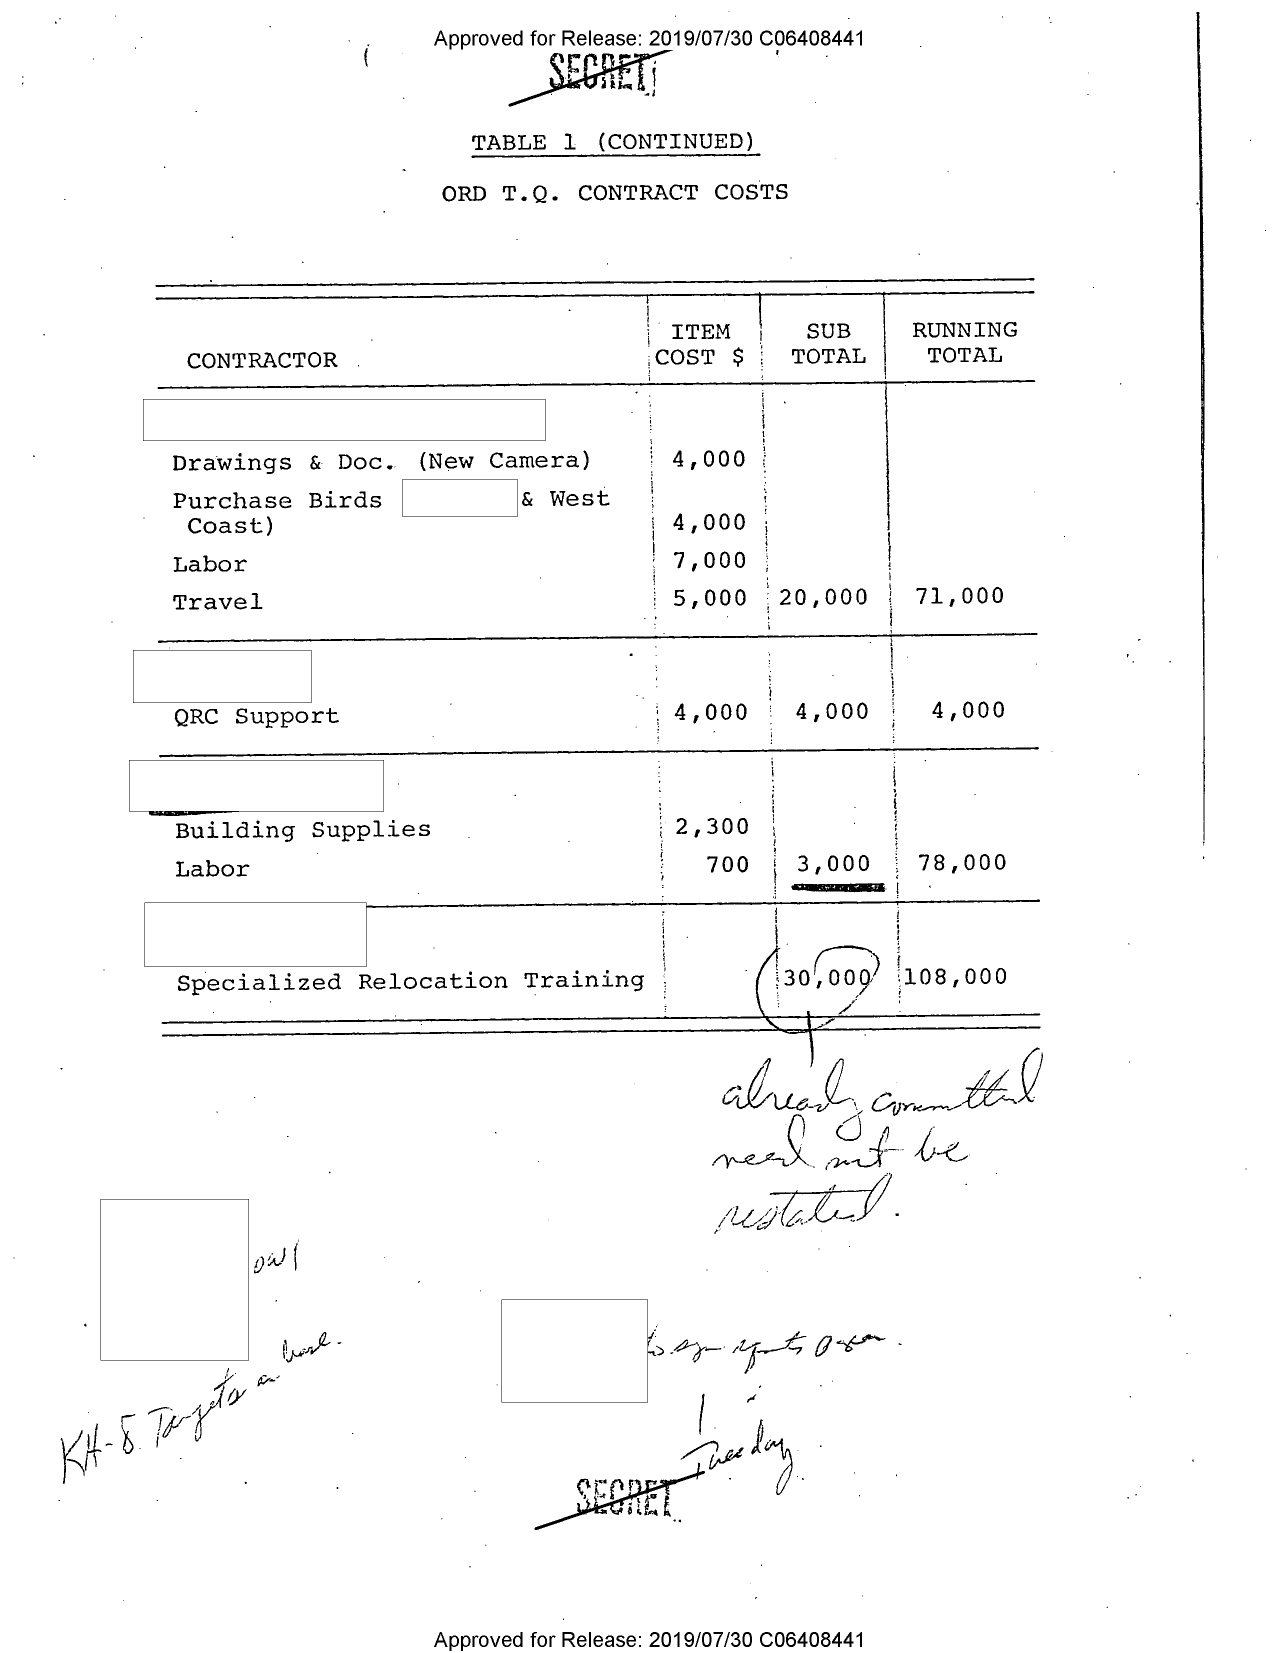 Approved for Release: 2019/07/30 C06408441
SECRET
TABLE 1 (CONTINUED)
ORD T.Q. CONTRACT COSTS
CONTRACTOR ITEM COST $ SUB TOTAL RUNNING TOTAL
Drawings & Doc. (New Camera) 4,000
Purchase Birds & West
Coast) 4,000
Labor 7,000
Travel 5,000 20,000 71,000
QRC Support 4,000 4,000 4,000
Building Supplies 2,300
Labor 700 3,000 78,000
Specialized Relocation Training 30,000 108,000
already committed
need not be
restated.
owl
to sign
KH-8 Targets on base.
Tuesday
SECRET
Approved for Release: 2019/07/30 C06408441